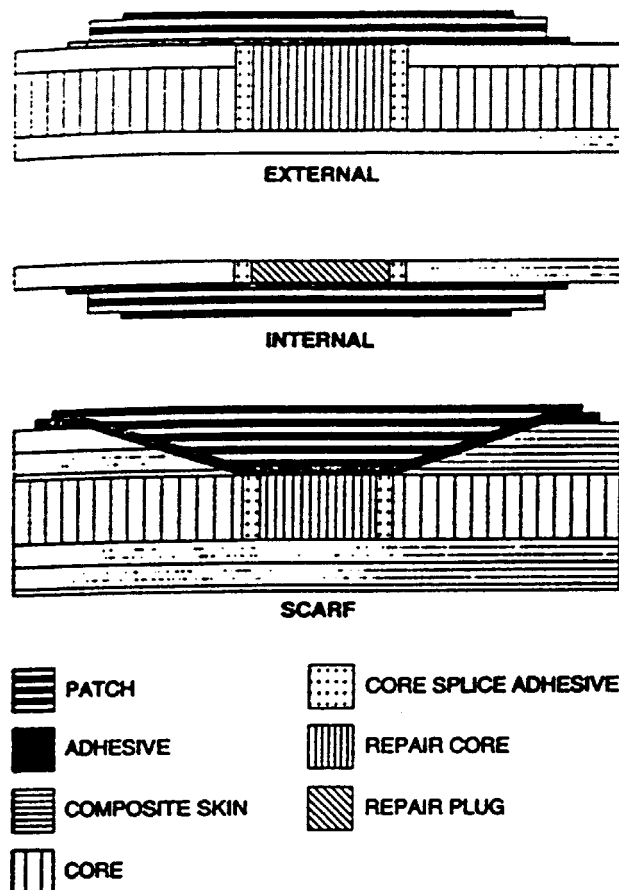 EXTERNAL
INTERNAL
SCARF
PATCH
CORE SPLICE ADHESIVE
ADHESIVE
REPAIR CORE
COMPOSITE SKIN
REPAIR PLUG
CORE